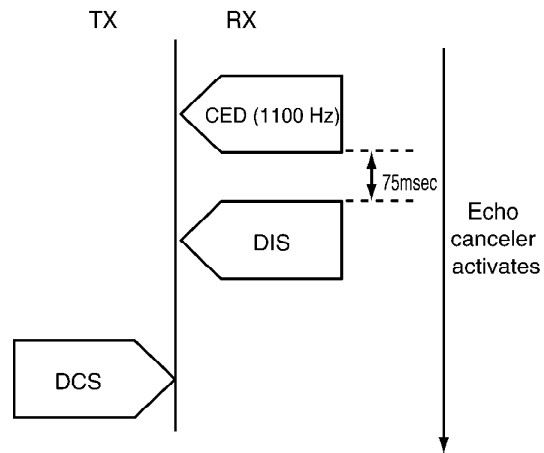 TX RX
CED (1100 Hz)
75msec
DIS
Echo
canceler
activates
DCS